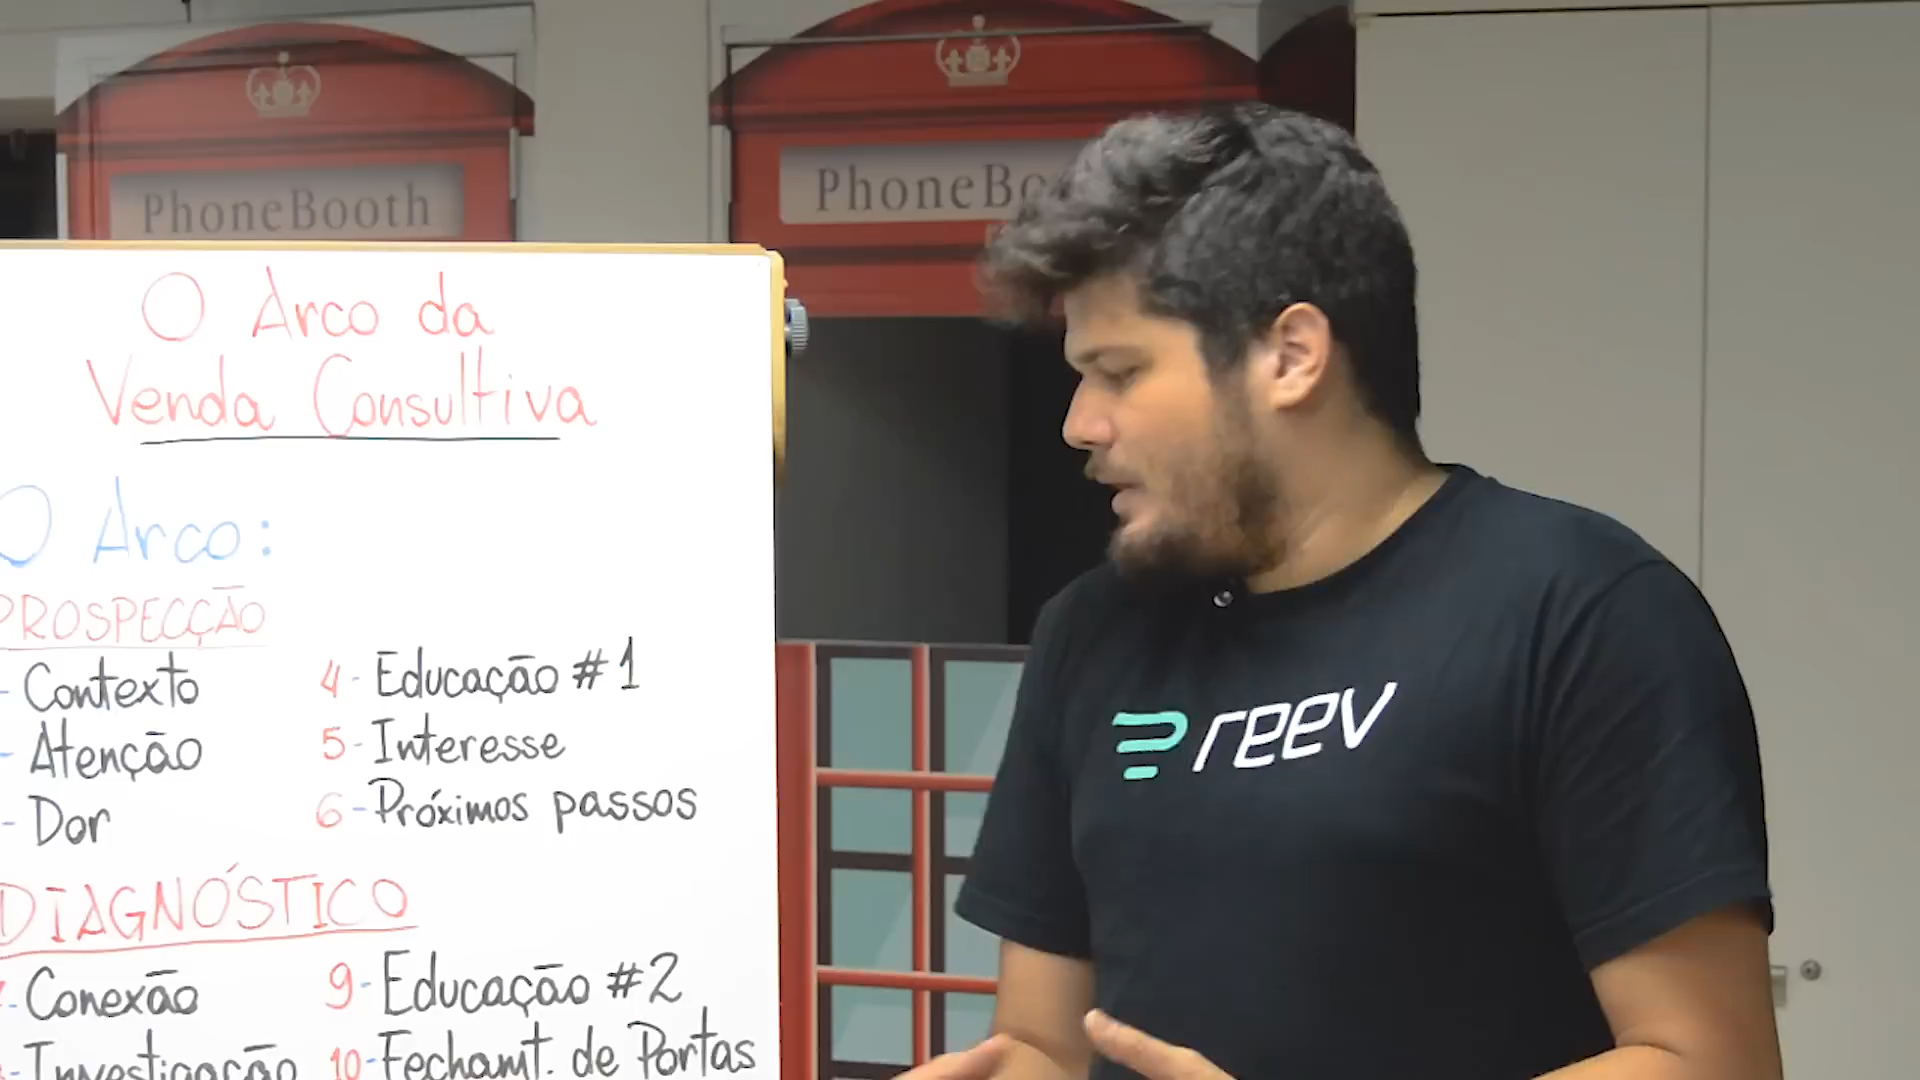 PhoneBooth
PhoneBo
O Arco da
Venda Consultiva
O Arco:
PROSPECÇÃO
- Contexto
4- Educação #1
- Atenção
5- Interesse
- Dor
6- Próximos passos
DIAGNÓSTICO
- Conexão
9- Educação #2
- Investigação
10- Fechamt. de Portas
reev